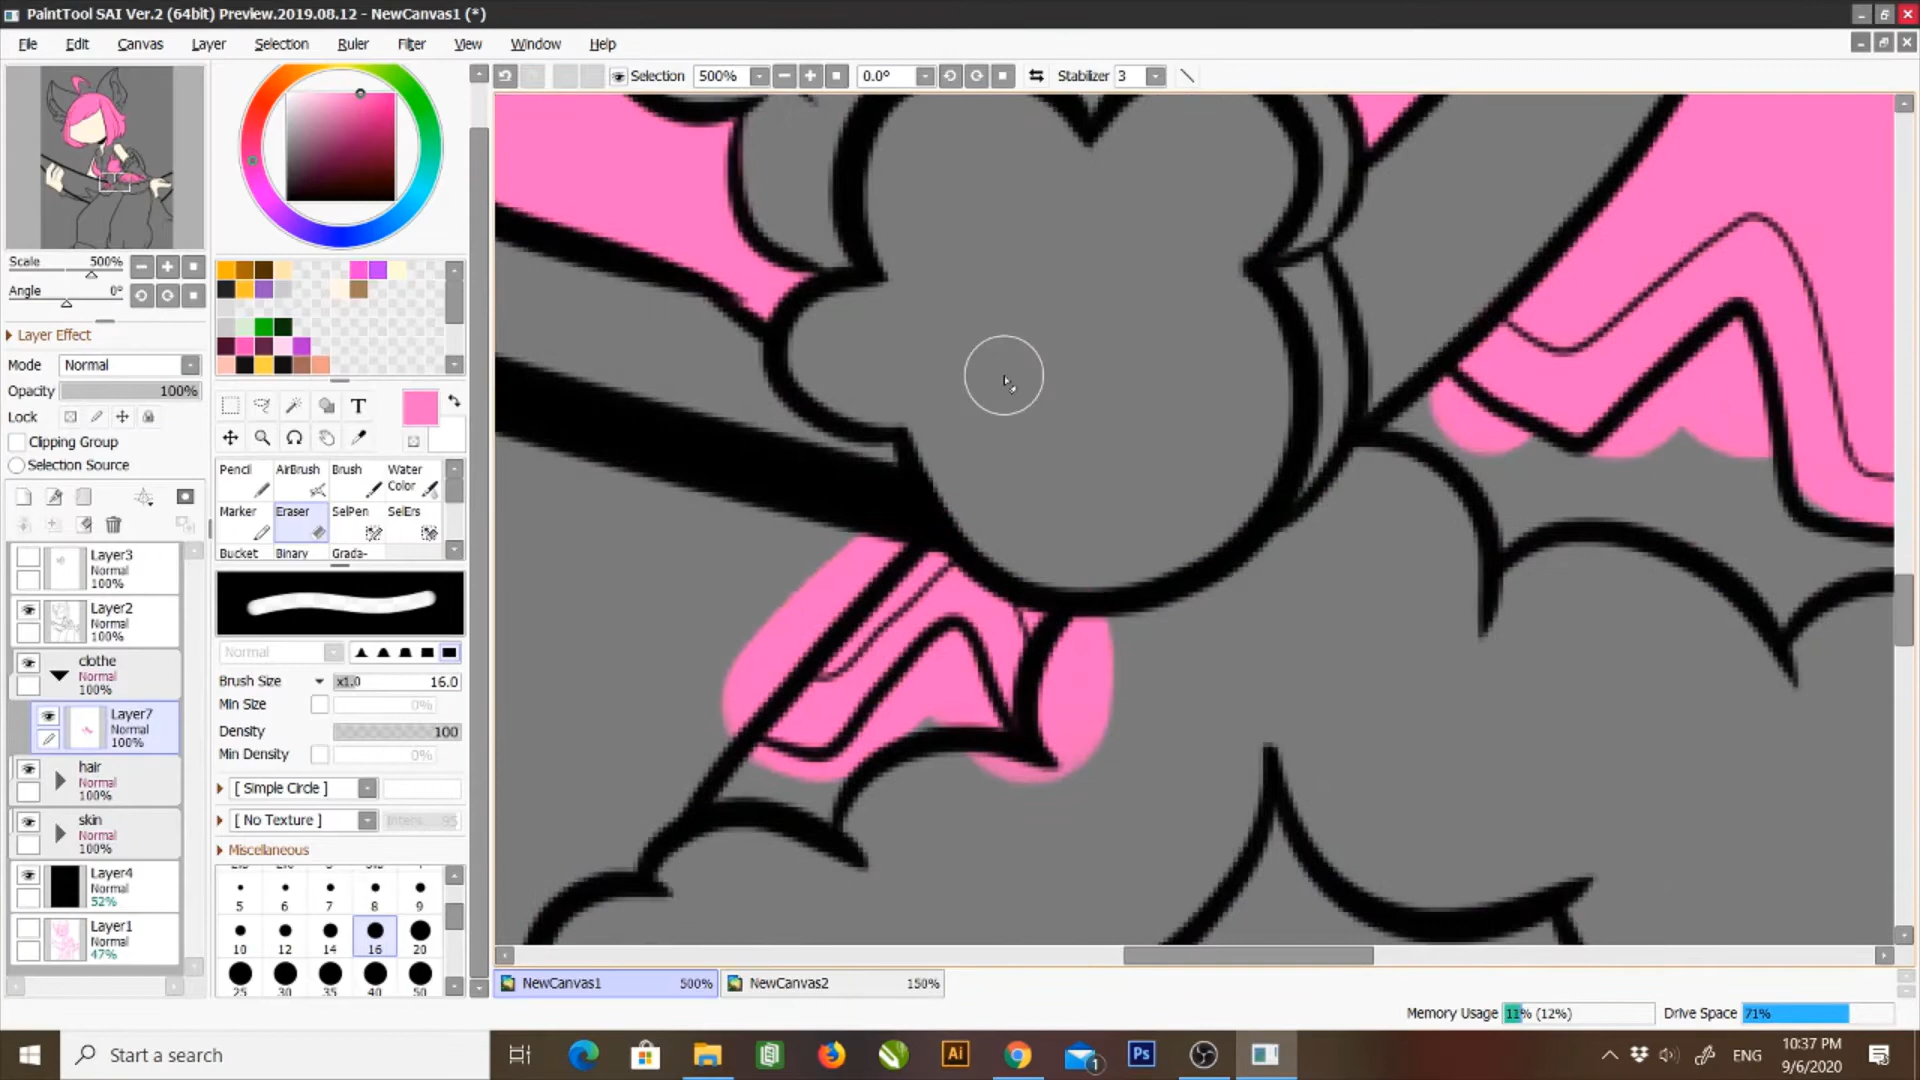 PaintTool SAI Ver.2 (64bit) Preview.2019.08.12 - NewCanvas1 (*)
File Edit Canvas Layer Selection Ruler Filter View Window Help
Selection 500% 0.0° Stabilizer 3
Scale 500%
Angle 0°
Layer Effect
Mode Normal
Opacity 100%
Lock
Clipping Group
Selection Source
Layer3
Normal
100%
Layer2
Normal
100%
clothe
Normal
100%
Layer7
Normal
100%
hair
Normal
100%
skin
Normal
100%
Layer4
Normal
52%
Layer1
Normal
47%
T
Pencil AirBrush Brush Water Color
Marker Eraser SelPen SelErs
Bucket Binary Grada-
Normal
Brush Size x1.0 16.0
Min Size 0%
Density 100
Min Density 0%
[ Simple Circle ]
[ No Texture ] Intens. 95
Miscellaneous
5 6 7 8 9
10 12 14 16 20
25 30 35 40 50
NewCanvas1 500% NewCanvas2 150%
Memory Usage 11% (12%) Drive Space 71%
Start a search
Ai
1
Ps
ENG
10:37 PM
9/6/2020